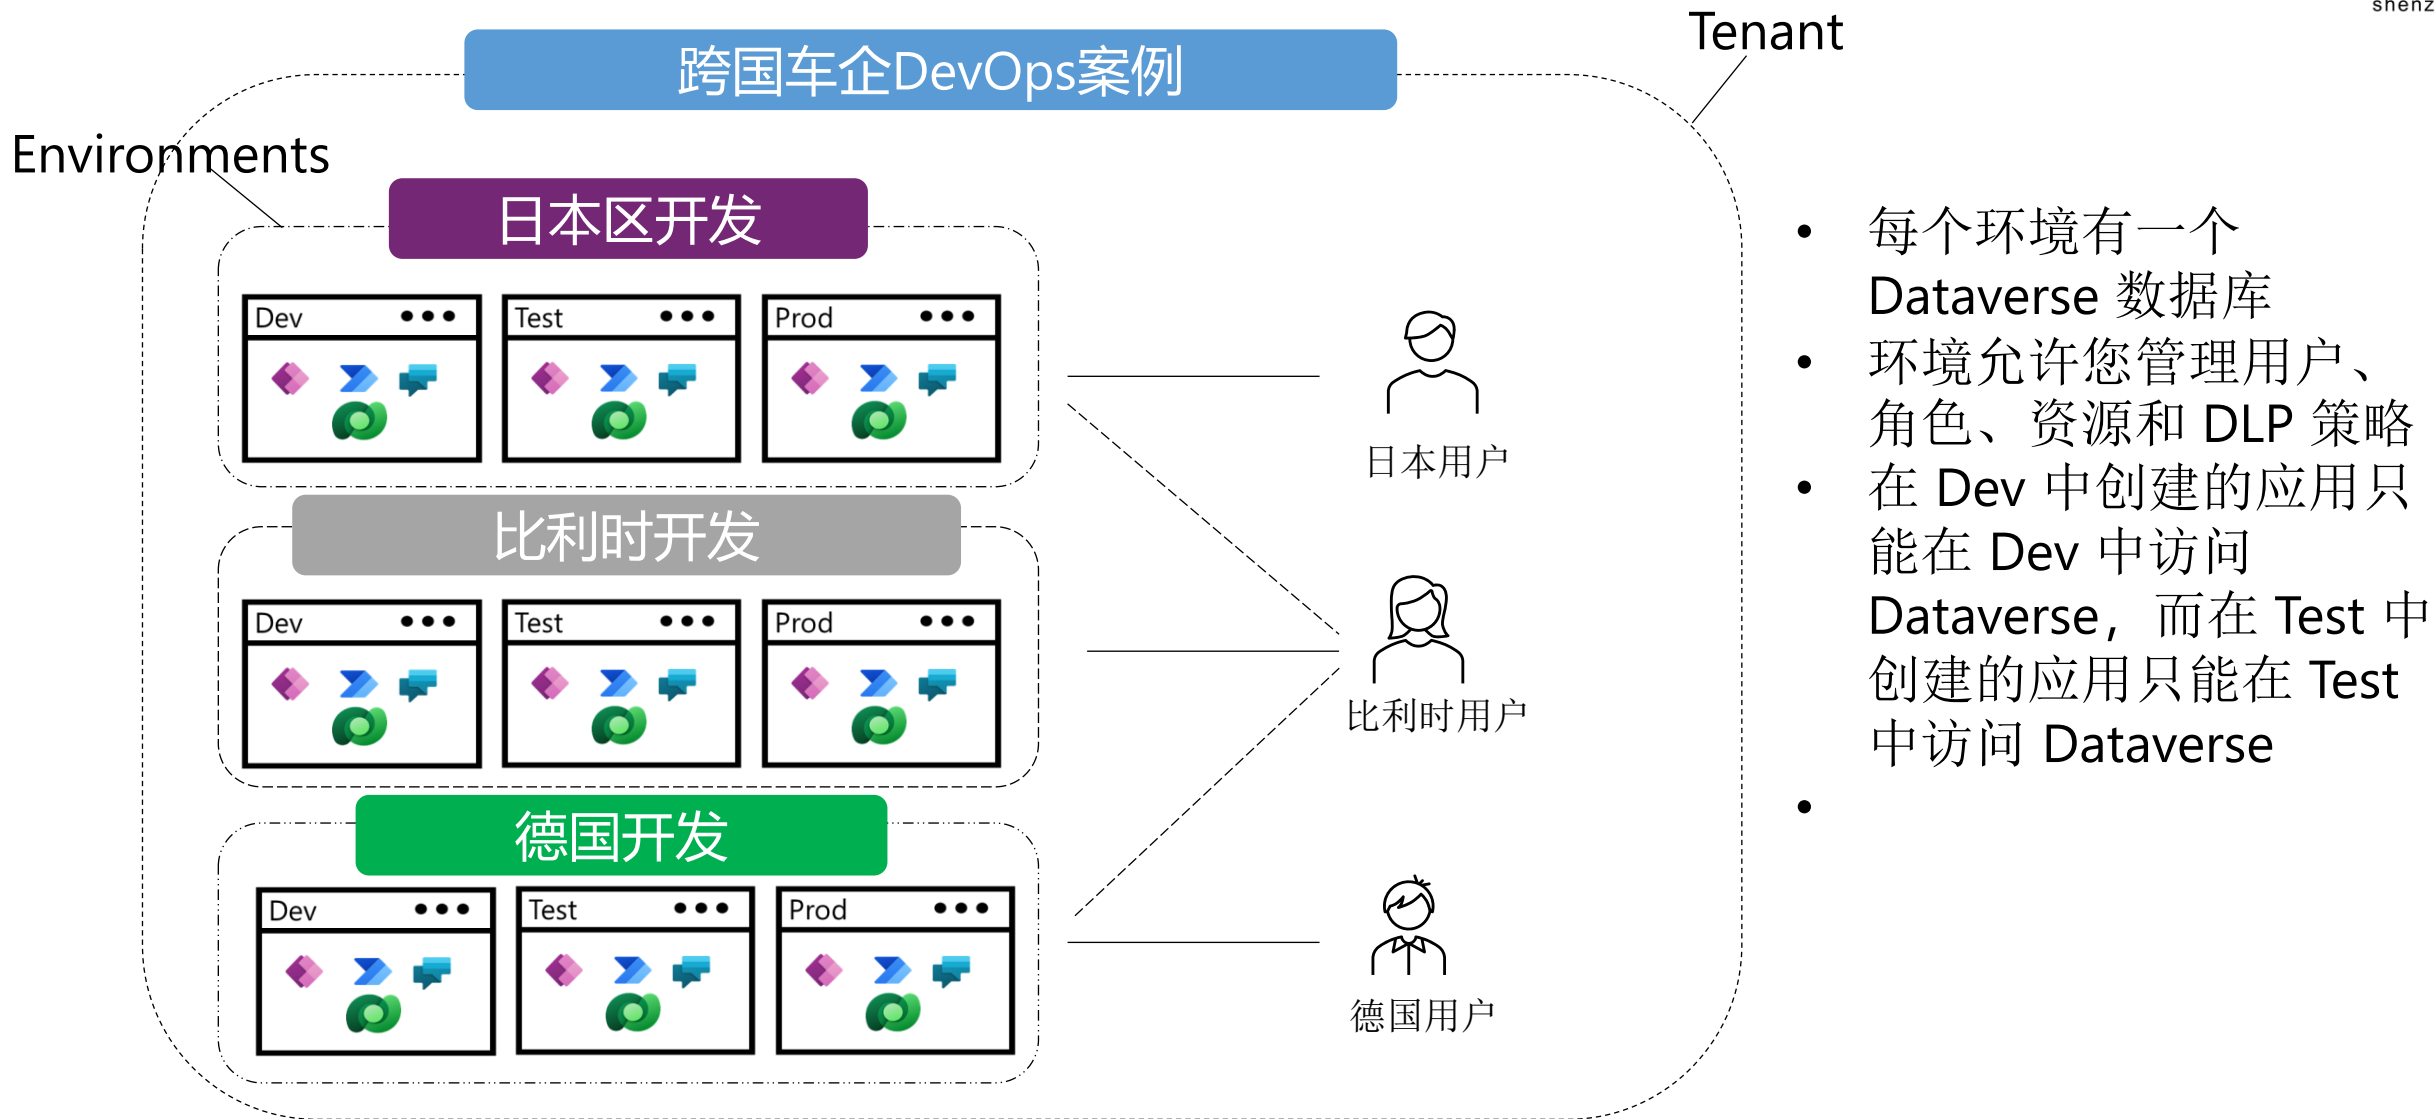 shenz
Tenant
跨国车企DevOps案例
Environments
日本区开发
Dev
Test
Prod
日本用户
比利时开发
Dev
Test
Prod
比利时用户
德国开发
Dev
Test
Prod
德国用户
• 每个环境有一个
Dataverse 数据库
• 环境允许您管理用户、
角色、资源和 DLP 策略
• 在 Dev 中创建的应用只
能在 Dev 中访问
Dataverse，而在 Test 中
创建的应用只能在 Test
中访问 Dataverse
•